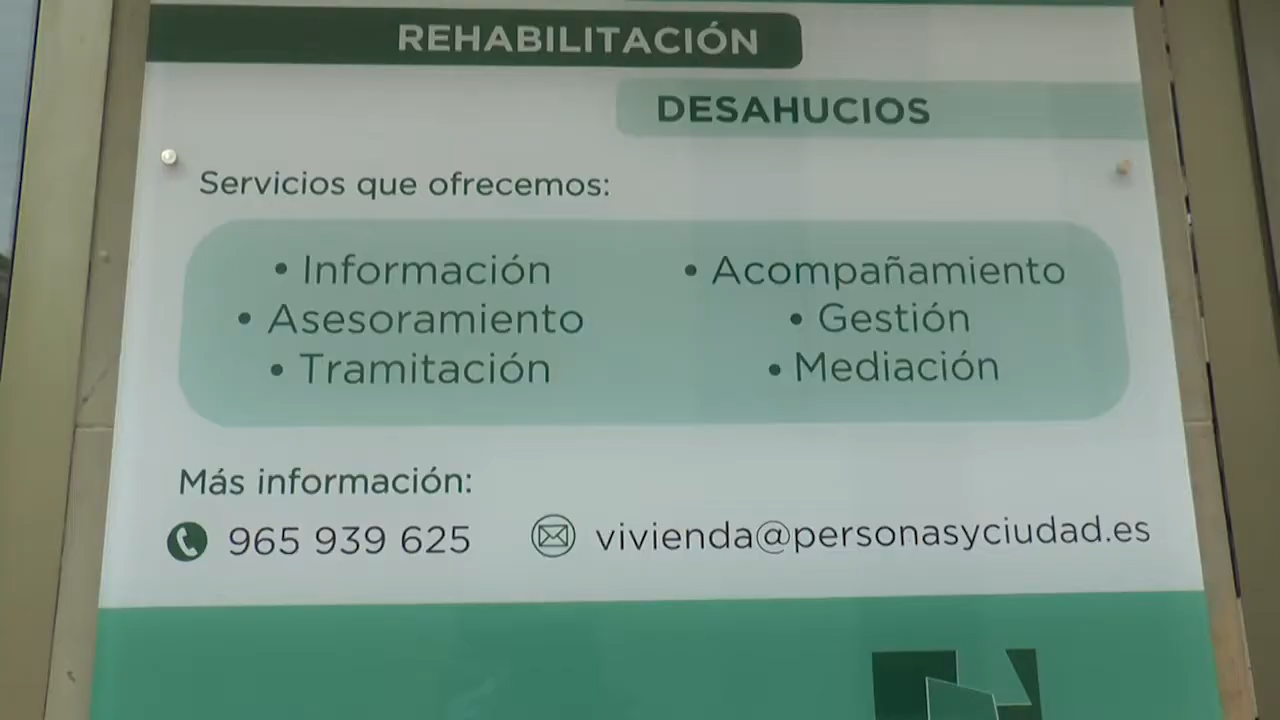 REHABILITACIÓN
DESAHUCIOS
Servicios que ofrecemos:
• Información
• Asesoramiento
• Tramitación
• Acompañamiento
• Gestión
• Mediación
Más información:
965 939 625
vivienda@personasyciudad.es